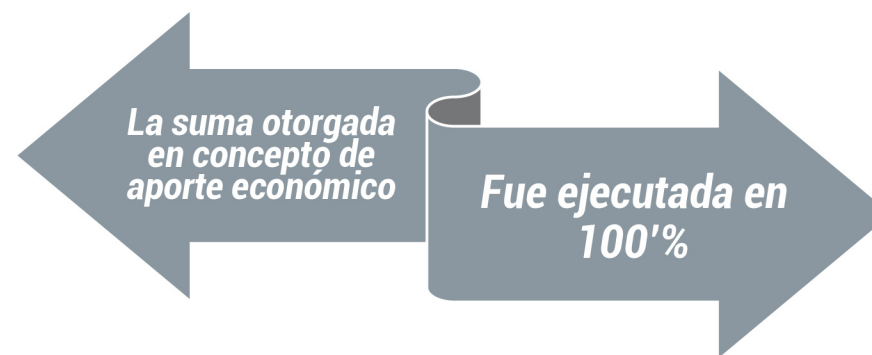 La suma otorgada
en concepto de
aporte económico
Fue ejecutada en
100'%